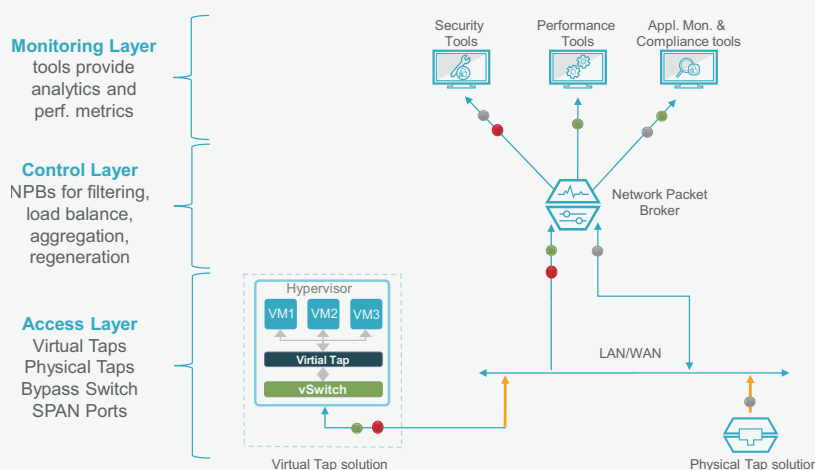 Monitoring Layer
tools provide
analytics and
perf. metrics
Security
Tools
Performance
Tools
Appl. Mon. &
Compliance tools
Control Layer
NPBs for filtering,
load balance,
aggregation,
regeneration
Network Packet
Broker
Access Layer
Virtual Taps
Physical Taps
Bypass Switch
SPAN Ports
Hypervisor
VM1
VM2
VM3
Virtial Tap
vSwitch
LAN/WAN
Virtual Tap solution
Physical Tap solution